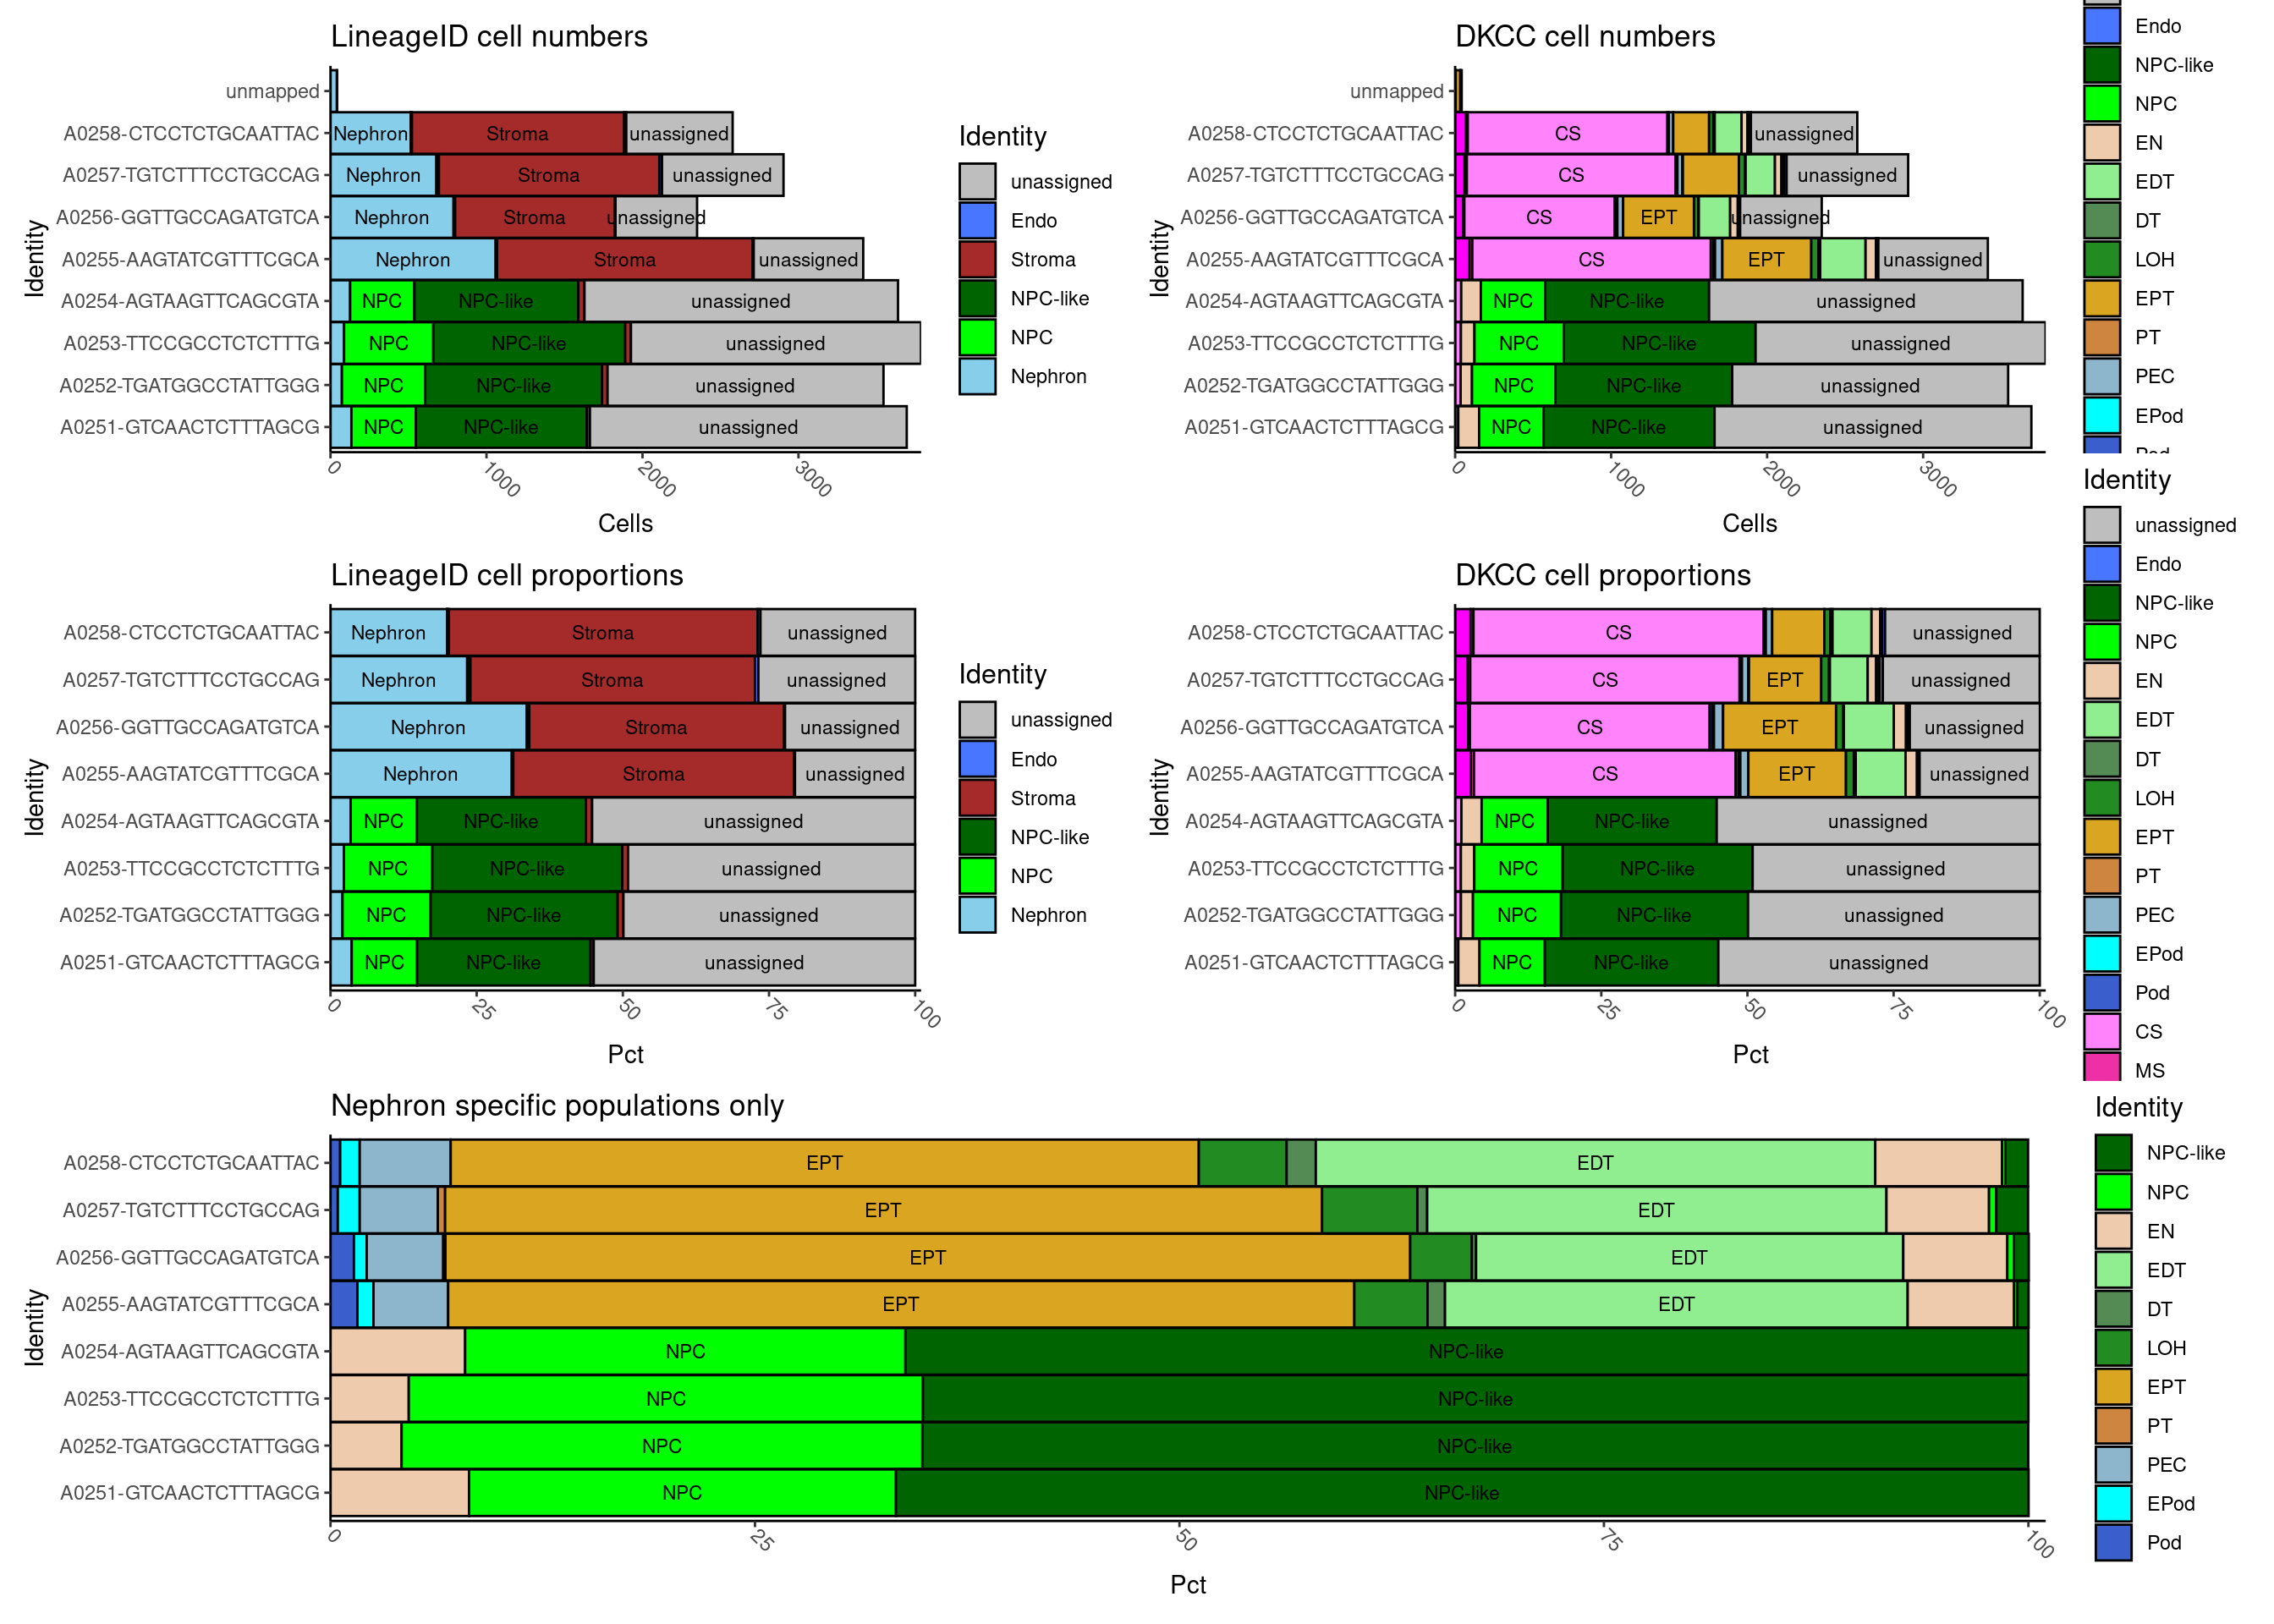 LineageID cell numbers
Identity
unmapped
A0258-CTCCTCTGCAATTAC
Nephron
Stroma
unassigned
A0257-TGTCTTTCCTGCCAG
Nephron
Stroma
unassigned
A0256-GGTTGCCAGATGTCA
Nephron
Stroma
unassigned
A0255-AAGTATCGTTTCGCA
Nephron
Stroma
unassigned
A0254-AGTAAGTTCAGCGTA
NPC
NPC-like
unassigned
A0253-TTCCGCCTCTCTTTG
NPC
NPC-like
unassigned
A0252-TGATGGCCTATTGGG
NPC
NPC-like
unassigned
A0251-GTCAACTCTTTAGCG
NPC
NPC-like
unassigned
0
1000
2000
3000
Cells
Identity
unassigned
Endo
Stroma
NPC-like
NPC
Nephron
DKCC cell numbers
Identity
unmapped
A0258-CTCCTCTGCAATTAC
CS
unassigned
A0257-TGTCTTTCCTGCCAG
CS
unassigned
A0256-GGTTGCCAGATGTCA
CS
EPT
unassigned
A0255-AAGTATCGTTTCGCA
CS
EPT
unassigned
A0254-AGTAAGTTCAGCGTA
NPC
NPC-like
unassigned
A0253-TTCCGCCTCTCTTTG
NPC
NPC-like
unassigned
A0252-TGATGGCCTATTGGG
NPC
NPC-like
unassigned
A0251-GTCAACTCTTTAGCG
NPC
NPC-like
unassigned
0
1000
2000
3000
Cells
Endo
NPC-like
NPC
EN
EDT
DT
LOH
EPT
PT
PEC
EPod
LineageID cell proportions
Identity
A0258-CTCCTCTGCAATTAC
Nephron
Stroma
unassigned
A0257-TGTCTTTCCTGCCAG
Nephron
Stroma
unassigned
A0256-GGTTGCCAGATGTCA
Nephron
Stroma
unassigned
A0255-AAGTATCGTTTCGCA
Nephron
Stroma
unassigned
A0254-AGTAAGTTCAGCGTA
NPC
NPC-like
unassigned
A0253-TTCCGCCTCTCTTTG
NPC
NPC-like
unassigned
A0252-TGATGGCCTATTGGG
NPC
NPC-like
unassigned
A0251-GTCAACTCTTTAGCG
NPC
NPC-like
unassigned
0
25
50
75
100
Pct
Identity
unassigned
Endo
Stroma
NPC-like
NPC
Nephron
DKCC cell proportions
Identity
A0258-CTCCTCTGCAATTAC
CS
unassigned
A0257-TGTCTTTCCTGCCAG
CS
EPT
unassigned
A0256-GGTTGCCAGATGTCA
CS
EPT
unassigned
A0255-AAGTATCGTTTCGCA
CS
EPT
unassigned
A0254-AGTAAGTTCAGCGTA
NPC
NPC-like
unassigned
A0253-TTCCGCCTCTCTTTG
NPC
NPC-like
unassigned
A0252-TGATGGCCTATTGGG
NPC
NPC-like
unassigned
A0251-GTCAACTCTTTAGCG
NPC
NPC-like
unassigned
0
25
50
75
100
Pct
Identity
unassigned
Endo
NPC-like
NPC
EN
EDT
DT
LOH
EPT
PT
PEC
EPod
Pod
CS
MS
Nephron specific populations only
Identity
A0258-CTCCTCTGCAATTAC
EPT
EDT
A0257-TGTCTTTCCTGCCAG
EPT
EDT
A0256-GGTTGCCAGATGTCA
EPT
EDT
A0255-AAGTATCGTTTCGCA
EPT
EDT
A0254-AGTAAGTTCAGCGTA
NPC
NPC-like
A0253-TTCCGCCTCTCTTTG
NPC
NPC-like
A0252-TGATGGCCTATTGGG
NPC
NPC-like
A0251-GTCAACTCTTTAGCG
NPC
NPC-like
0
25
50
75
100
Pct
Identity
NPC-like
NPC
EN
EDT
DT
LOH
EPT
PT
PEC
EPod
Pod